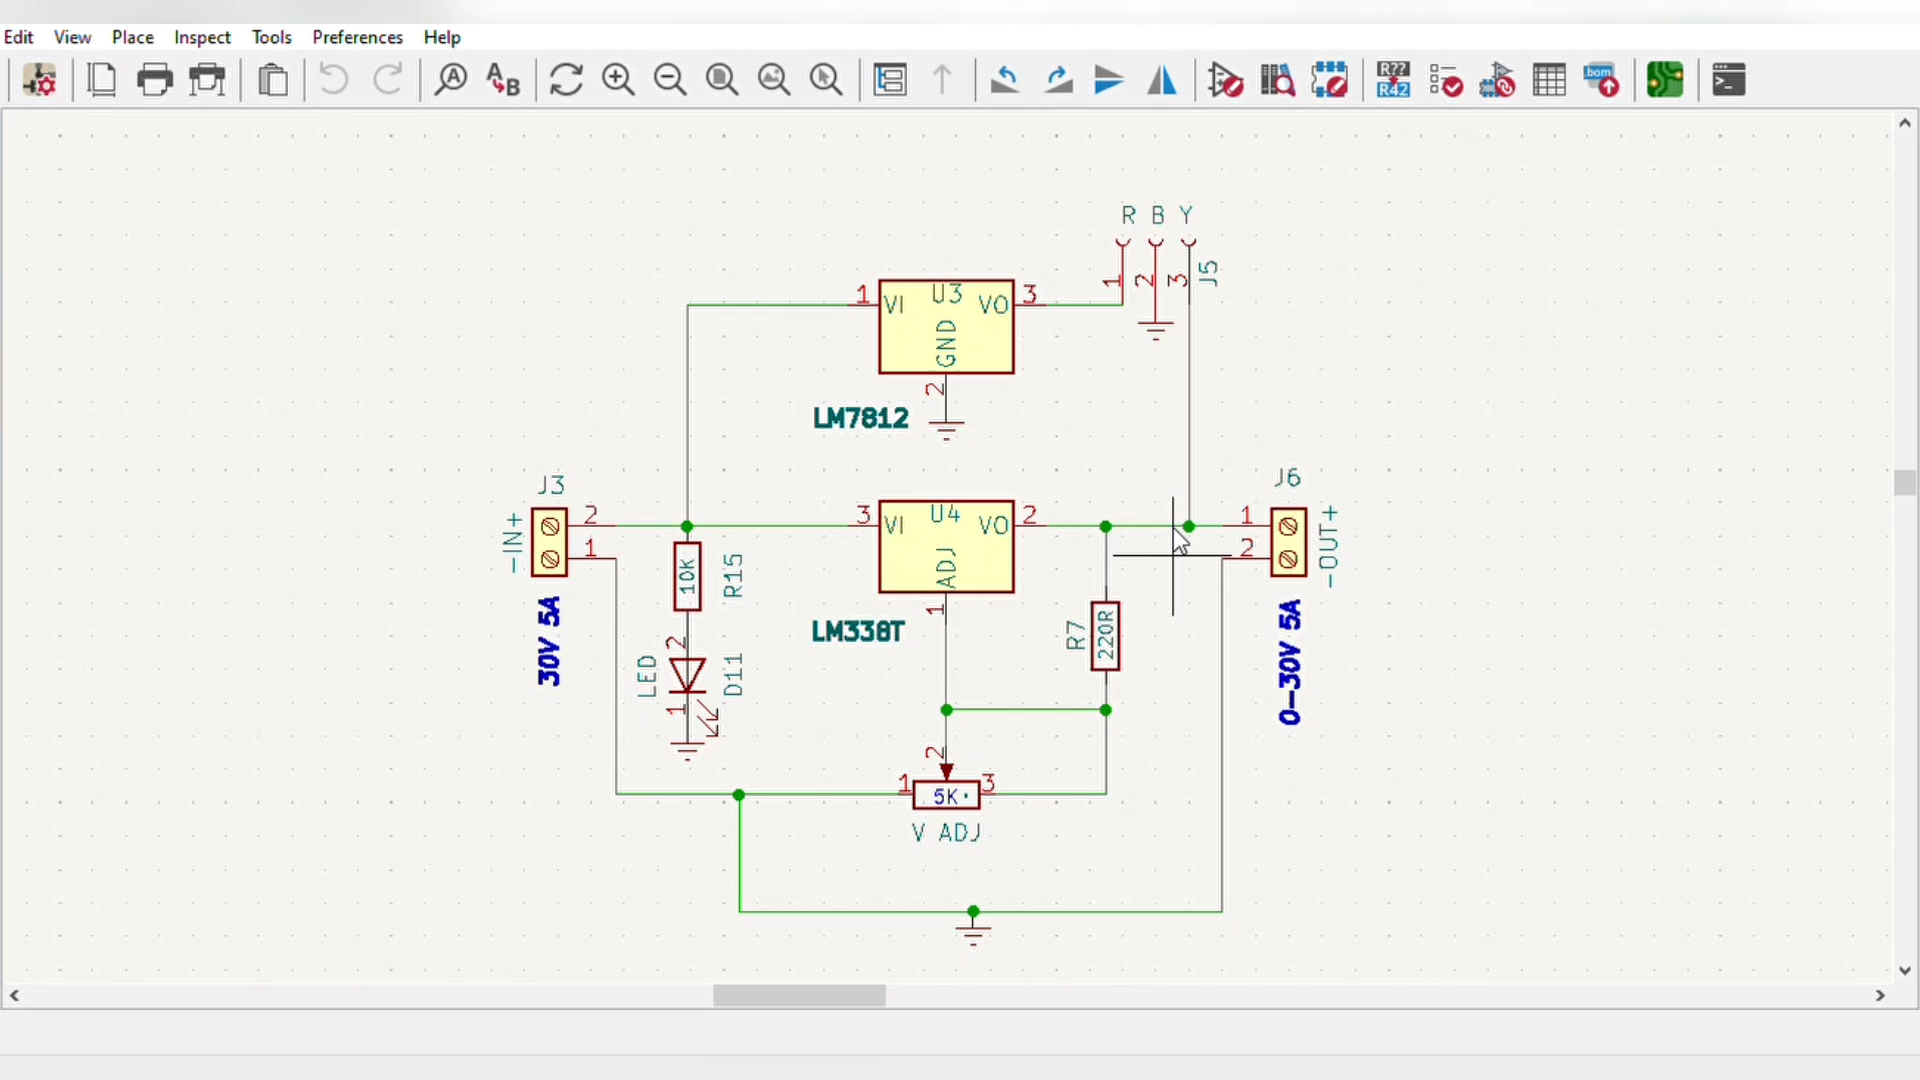 Edit View Place Inspect Tools Preferences Help
A
A B
R??
R42
bom
R B Y
1 2 3 J5
1 VI U3 VO 3
GND
2
LM7812
J3
2
1
-IN+
30V 5A
10K R15
2
LED D11
1
3 VI U4 VO 2
ADJ
1
LM338T
R7 220R
J6
1
2
-OUT+
0-30V 5A
2
1 5K 3
V ADJ